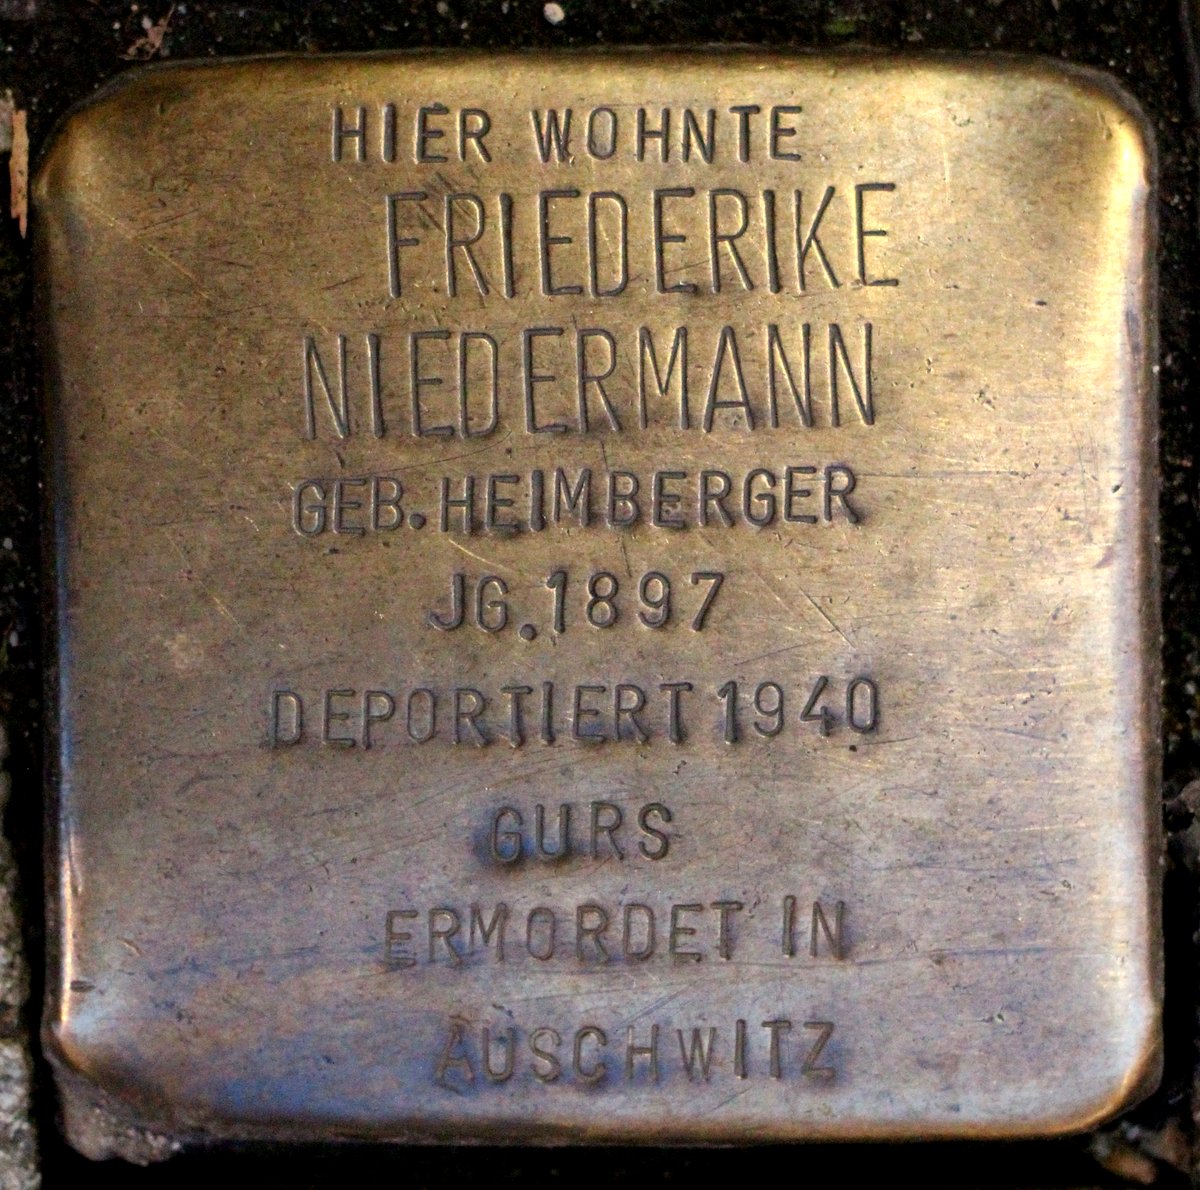 HIER WOHNTE
FRIEDERIKE
NIEDERMANN
GEB. HEIMBERGER
JG. 1897
DEPORTIERT 1940
GURS
ERMORDET IN
AUSCHWITZ